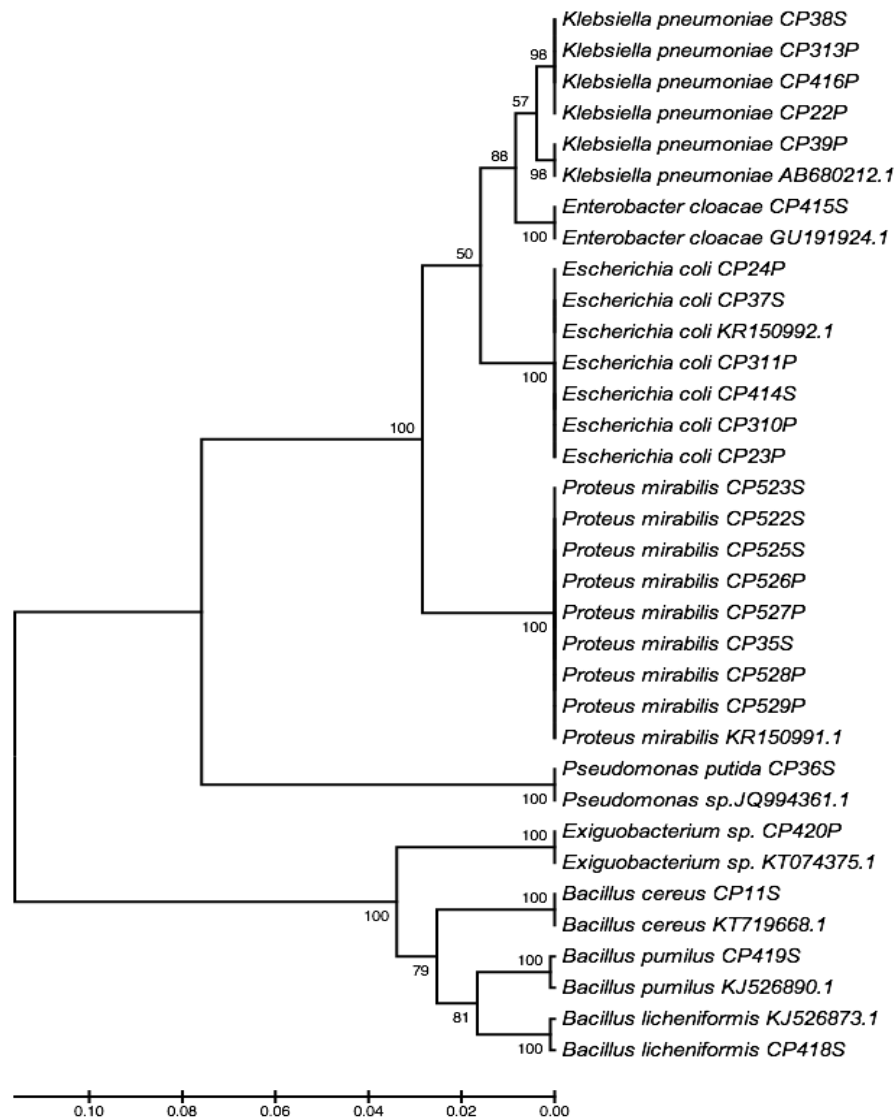 Klebsiella pneumoniae CP38S
Klebsiella pneumoniae CP313P
98
Klebsiella pneumoniae CP416P
57
Klebsiella pneumoniae CP22P
Klebsiella pneumoniae CP39P
88
98
Klebsiella pneumoniae AB680212.1
Enterobacter cloacae CP415S
100
Enterobacter cloacae GU191924.1
50
Escherichia coli CP24P
Escherichia coli CP37S
Escherichia coli KR150992.1
Escherichia coli CP311P
100
Escherichia coli CP414S
100
Escherichia coli CP310P
Escherichia coli CP23P
Proteus mirabilis CP523S
Proteus mirabilis CP522S
Proteus mirabilis CP525S
Proteus mirabilis CP526P
Proteus mirabilis CP527P
100
Proteus mirabilis CP35S
Proteus mirabilis CP528P
Proteus mirabilis CP529P
Proteus mirabilis KR150991.1
Pseudomonas putida CP36S
100
Pseudomonas sp.JQ994361.1
100
Exiguobacterium sp. CP420P
Exiguobacterium sp. KT074375.1
100
Bacillus cereus CP11S
100
Bacillus cereus KT719668.1
100
Bacillus pumilus CP419S
79
Bacillus pumilus KJ526890.1
81
Bacillus licheniformis KJ526873.1
100
Bacillus licheniformis CP418S
0.10 0.08 0.06 0.04 0.02 0.00